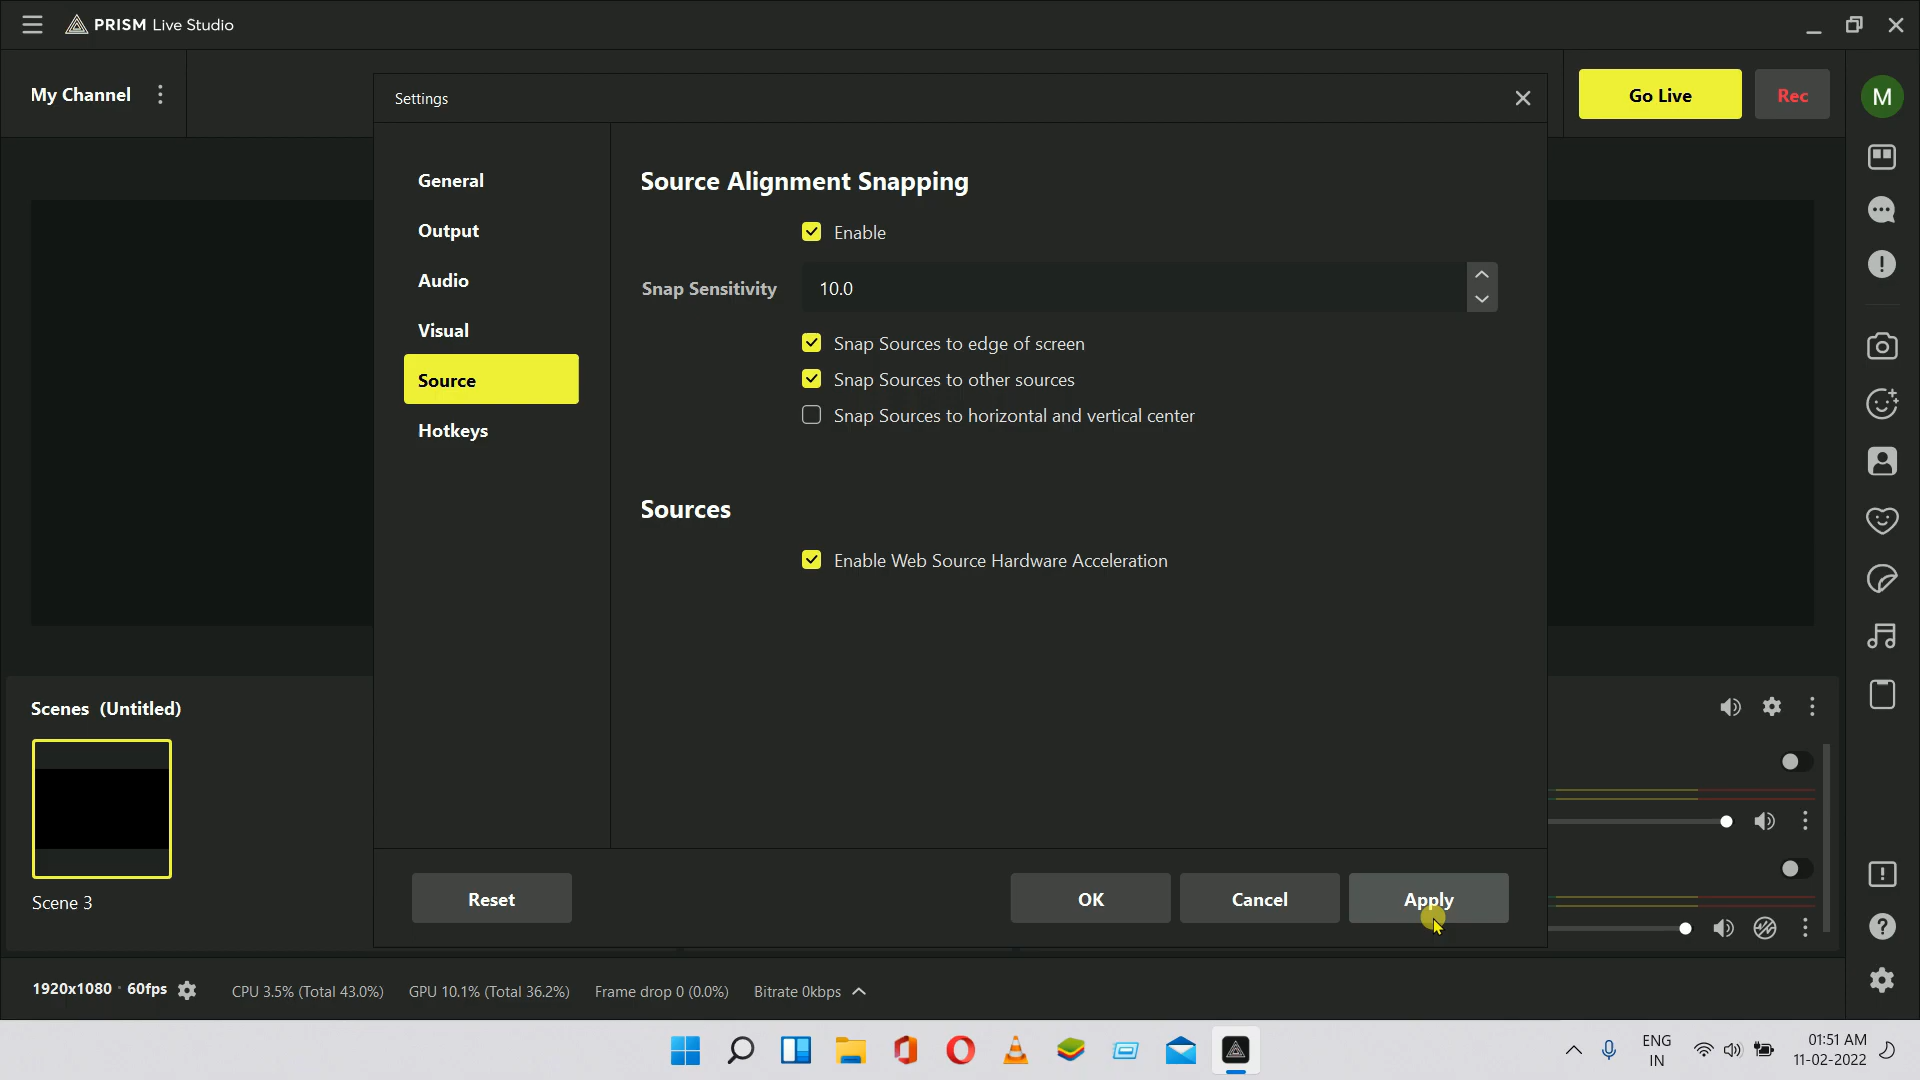 PRISM Live Studio
My Channel
Go Live
Rec
M
Settings
General
Output
Audio
Visual
Source
Hotkeys
Source Alignment Snapping
Enable
Snap Sensitivity
10.0
Snap Sources to edge of screen
Snap Sources to other sources
Snap Sources to horizontal and vertical center
Sources
Enable Web Source Hardware Acceleration
Reset
OK
Cancel
Apply
Scenes (Untitled)
Scene 3
1920x1080 · 60fps
CPU 3.5% (Total 43.0%)
GPU 10.1% (Total 36.2%)
Frame drop 0 (0.0%)
Bitrate 0kbps
ENG
IN
01:51 AM
11-02-2022